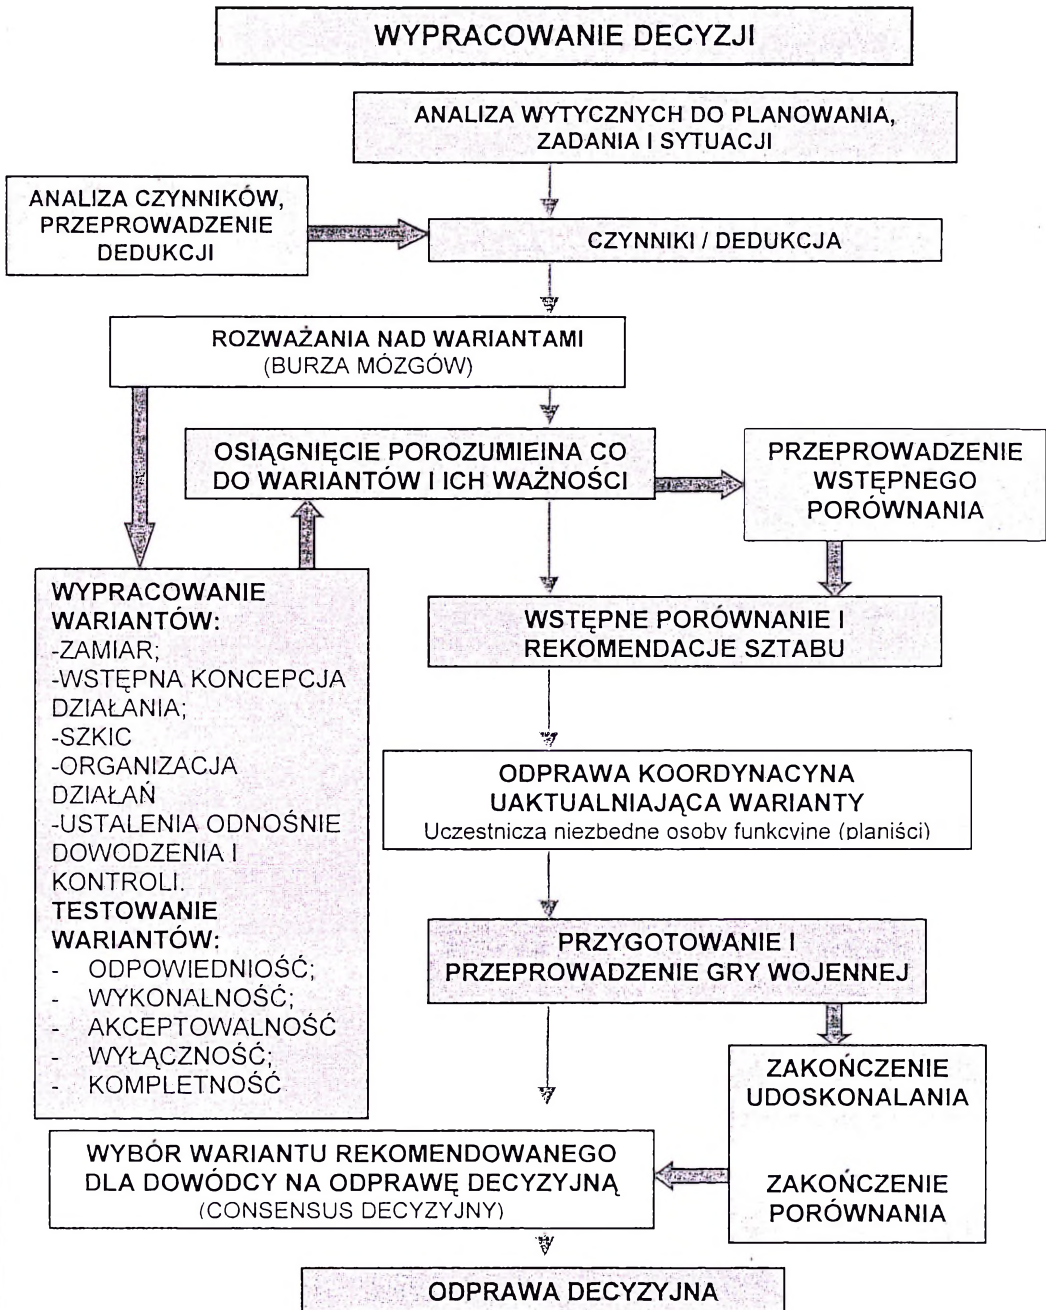 WYPRACOWANIE DECYZJI
ANALIZA WYTYCZNYCH DO PLANOWANIA,
ZADANIA I SYTUACJI
ANALIZA CZYNNIKÓW,
PRZEPROWADZENIE
DEDUKCJI
CZYNNIKI / DEDUKCJA
ROZWAŻANIA NAD WARIANTAMI
(BURZA MÓZGÓW)
OSIĄGNIĘCIE POROZUMIEINA CO
DO WARIANTÓW I ICH WAŻNOŚCI
PRZEPROWADZENIE
WSTĘPNEGO
PORÓWNANIA
WYPRACOWANIE
WARIANTÓW:
-ZAMIAR;
-WSTĘPNA KONCEPCJA
DZIAŁANIA;
-SZKIC
-ORGANIZACJA
DZIAŁAŃ
-USTALENIA ODNOŚNIE
DOWODZENIA I
KONTROLI.
TESTOWANIE
WARIANTÓW:
- ODPOWIEDNIOŚĆ;
- WYKONALNOŚĆ;
- AKCEPTOWALNOŚĆ
- WYŁĄCZNOŚĆ;
- KOMPLETNOŚĆ
WSTĘPNE PORÓWNANIE I
REKOMENDACJE SZTABU
ODPRAWA KOORDYNACYNA
UAKTUALNIAJĄCA WARIANTY
Uczestniczą niezbędne osoby funkcyjne (planiści)
PRZYGOTOWANIE I
PRZEPROWADZENIE GRY WOJENNEJ
ZAKOŃCZENIE
UDOSKONALANIA
ZAKOŃCZENIE
PORÓWNANIA
WYBÓR WARIANTU REKOMENDOWANEGO
DLA DOWÓDCY NA ODPRAWĘ DECYZYJNĄ
(CONSENSUS DECYZYJNY)
ODPRAWA DECYZYJNA